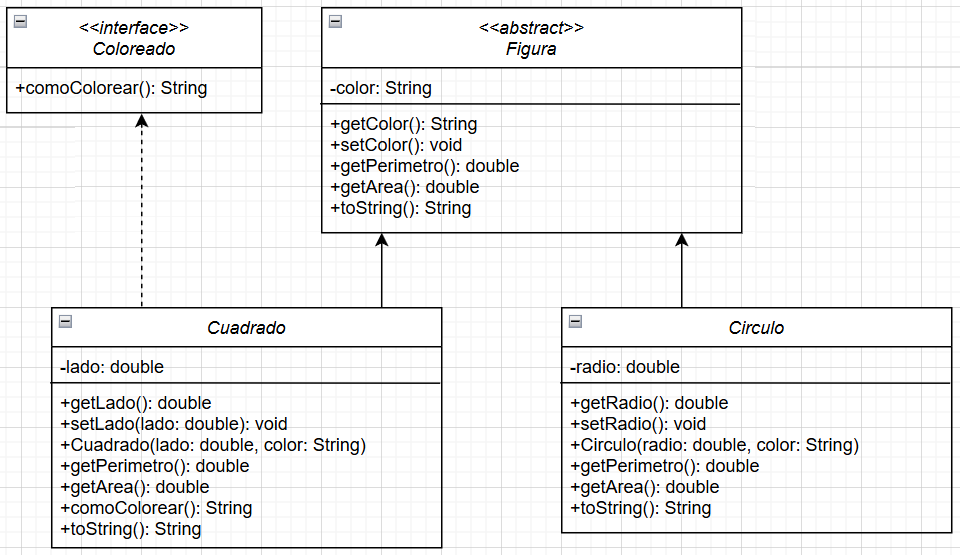 <<interface>>
Coloreado
+comoColorear(): String
<<abstract>>
Figura
-color: String
+getColor(): String
+setColor(): void
+getPerimetro(): double
+getArea(): double
+toString(): String
Cuadrado
-lado: double
+getLado(): double
+setLado(lado: double): void
+Cuadrado(lado: double, color: String)
+getPerimetro(): double
+getArea(): double
+comoColorear(): String
+toString(): String
Circulo
-radio: double
+getRadio(): double
+setRadio(): void
+Circulo(radio: double, color: String)
+getPerimetro(): double
+getArea(): double
+toString(): String